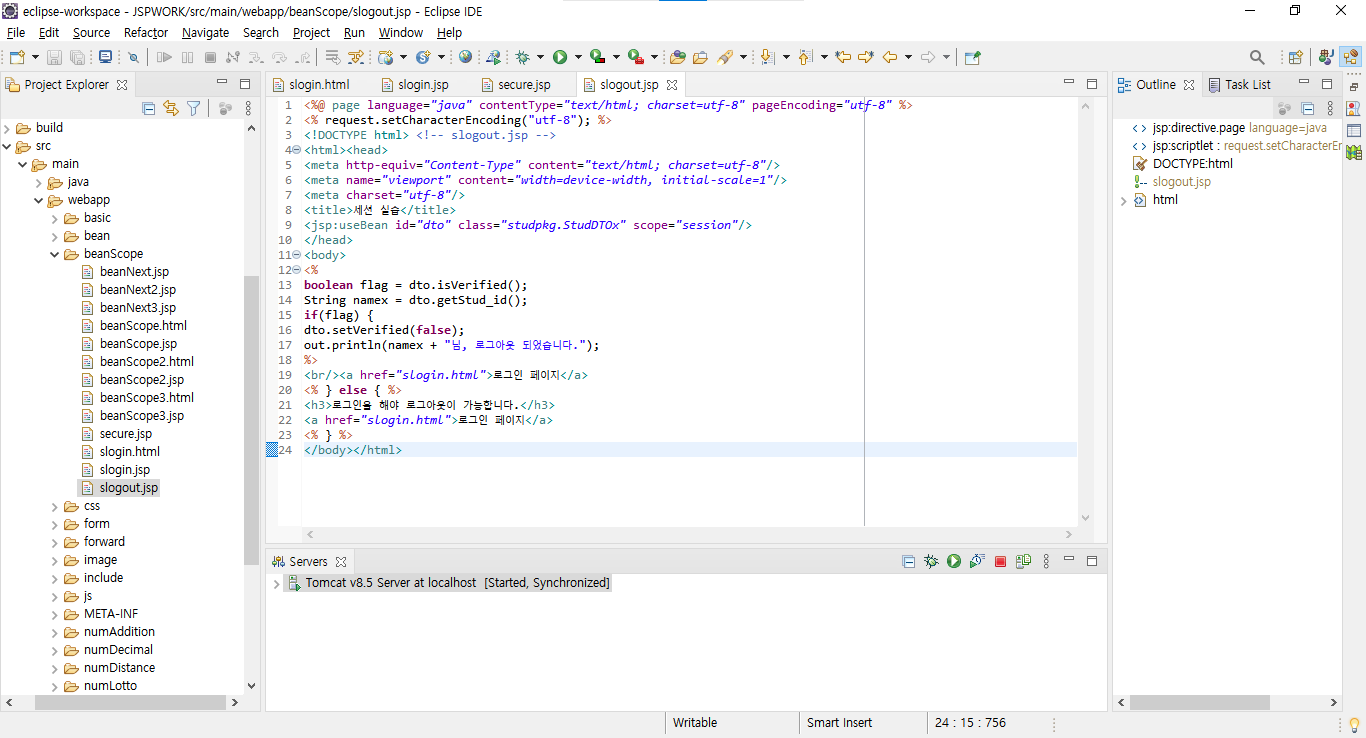 eclipse-workspace - JSPWORK/src/main/webapp/beanScope/slogout.jsp - Eclipse IDE
File Edit Source Refactor Navigate Search Project Run Window Help
Project Explorer
build
src
main
java
webapp
basic
bean
beanScope
beanNext.jsp
beanNext2.jsp
beanNext3.jsp
beanScope.html
beanScope.jsp
beanScope2.html
beanScope2.jsp
beanScope3.html
beanScope3.jsp
secure.jsp
slogin.html
slogin.jsp
slogout.jsp
css
form
forward
image
include
js
META-INF
numAddition
numDecimal
numDistance
numLotto
slogin.html slogin.jsp secure.jsp slogout.jsp
1 <%@ page language="java" contentType="text/html; charset=utf-8" pageEncoding="utf-8" %>
2 <% request.setCharacterEncoding("utf-8"); %>
3 <!DOCTYPE html> <!-- slogout.jsp -->
4 <html><head>
5 <meta http-equiv="Content-Type" content="text/html; charset=utf-8"/>
6 <meta name="viewport" content="width=device-width, initial-scale=1"/>
7 <meta charset="utf-8"/>
8 <title>세션 실습</title>
9 <jsp:useBean id="dto" class="studpkg.StudDTOx" scope="session"/>
10 </head>
11 <body>
12 <%
13 boolean flag = dto.isVerified();
14 String namex = dto.getStud_id();
15 if(flag) {
16 dto.setVerified(false);
17 out.println(namex + "님, 로그아웃 되었습니다.");
18 %>
19 <br/><a href="slogin.html">로그인 페이지</a>
20 <% } else { %>
21 <h3>로그인을 해야 로그아웃이 가능합니다.</h3>
22 <a href="slogin.html">로그인 페이지</a>
23 <% } %>
24 </body></html>
Servers
Tomcat v8.5 Server at localhost [Started, Synchronized]
Outline Task List
jsp:directive.page language=java
jsp:scriptlet : request.setCharacterEr
DOCTYPE:html
slogout.jsp
html
Writable Smart Insert 24 : 15 : 756